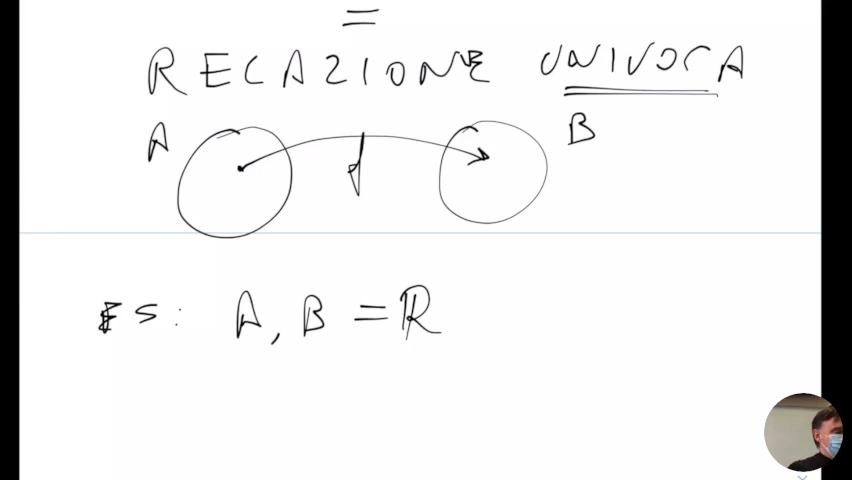 =
RELAZIONE UNIVOCA
A f B
ES: A, B = ℝ